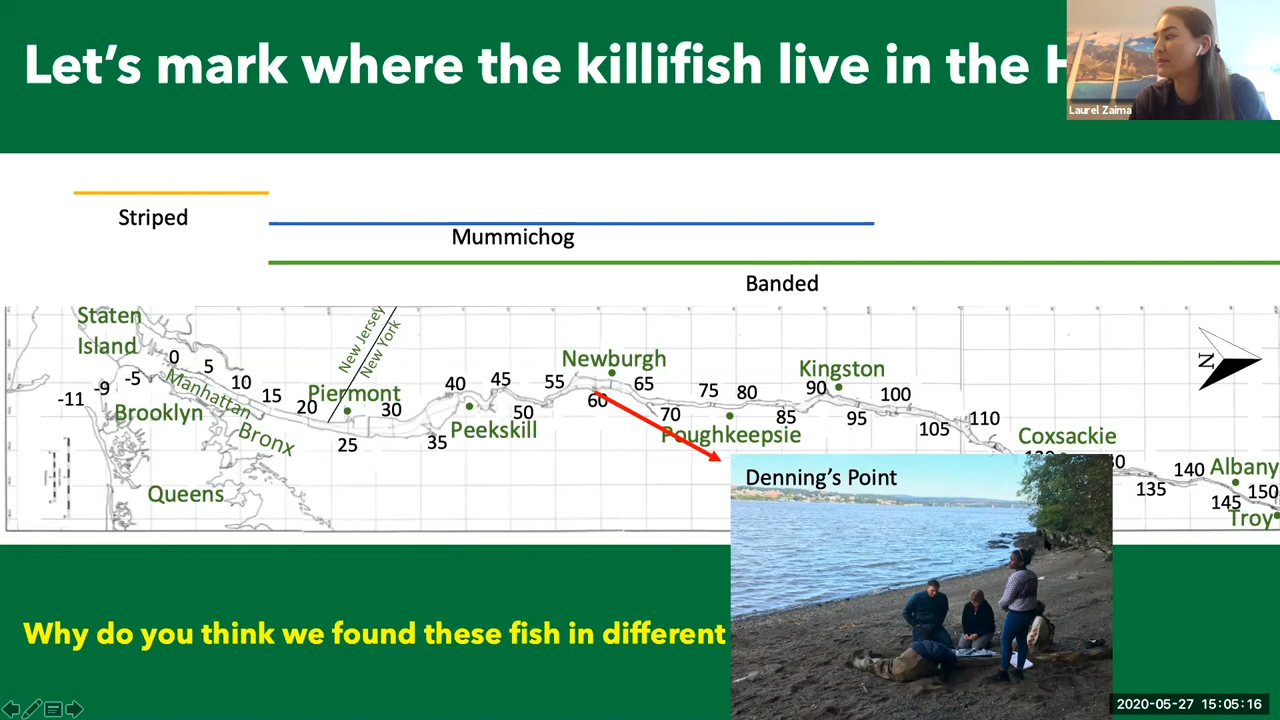 Let's mark where the killifish live in the H
Laurel Zaima
Striped
Mummichog
Banded
Staten
Island
New Jersey
New York
N
0
5
-5
10
-9
15
-11
20
Manhattan
Brooklyn
Bronx
Queens
Piermont
25
30
35
40
45
50
55
Peekskill
Newburgh
60
65
70
75
80
Poughkeepsie
85
Kingston
90
95
100
105
110
Coxsackie
135
140
Albany
145
150
Troy
Denning's Point
Why do you think we found these fish in different
2020-05-27 15:05:16